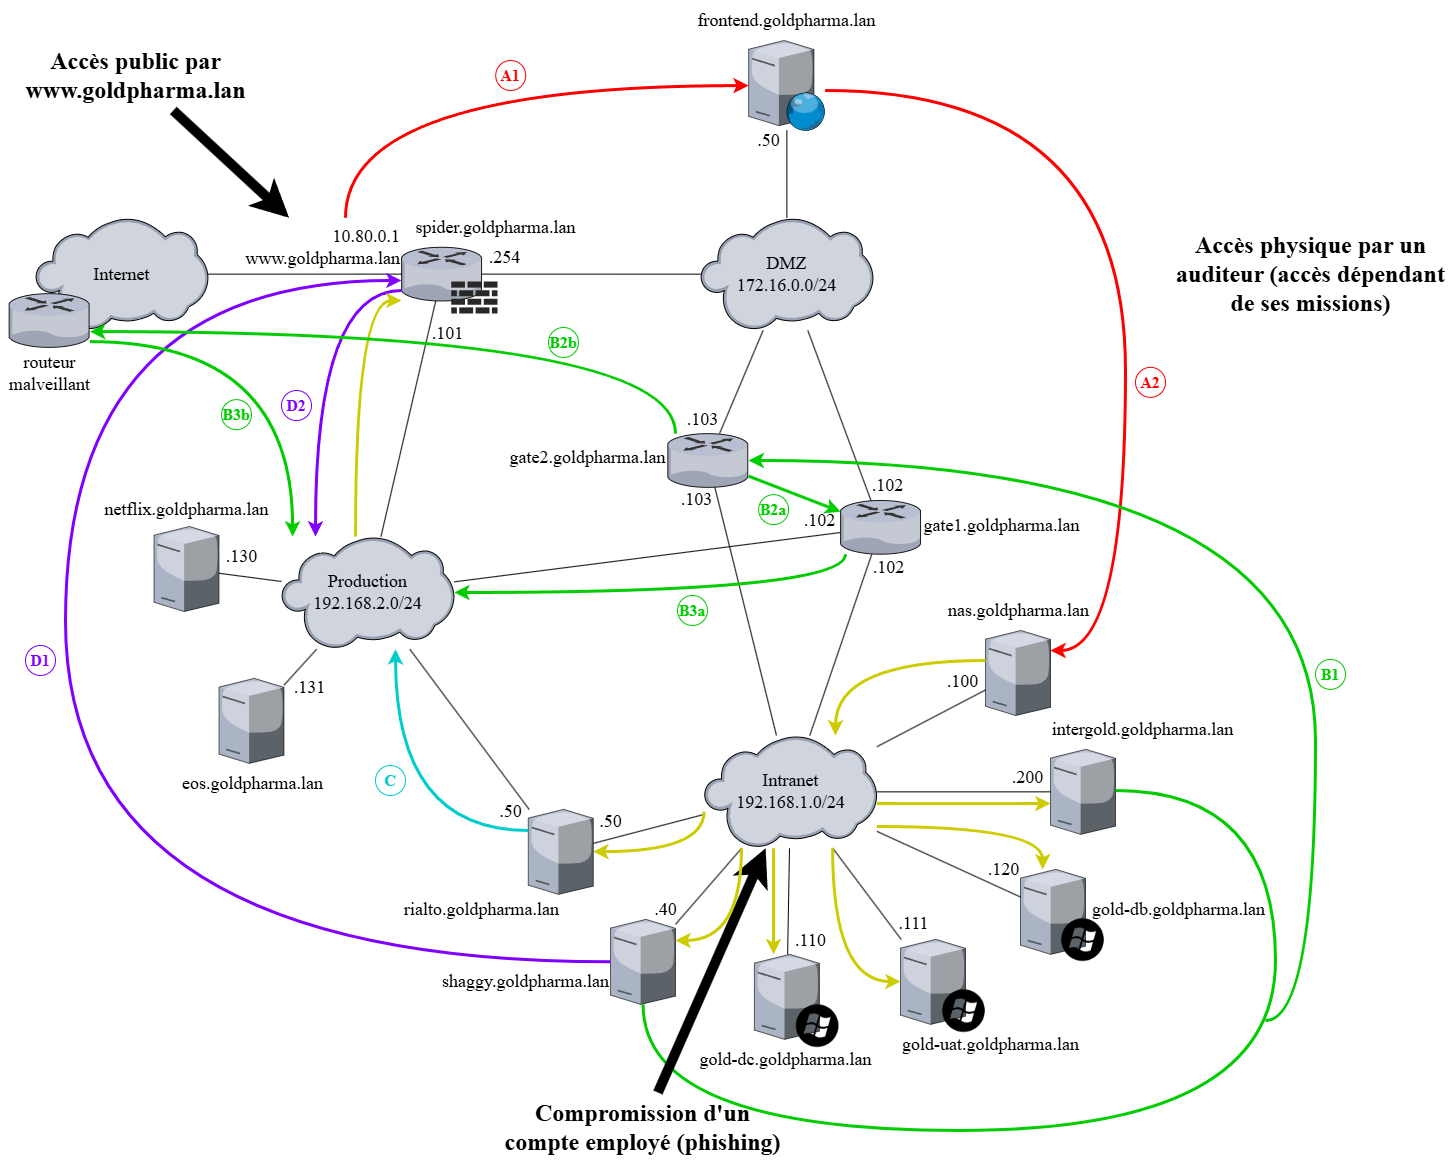 frontend.goldpharma.lan
Accès public par
www.goldpharma.lan
A1
.50
10.80.0.1
www.goldpharma.lan
spider.goldpharma.lan
.254
Internet
DMZ
172.16.0.0/24
Accès physique par un
auditeur (accès dépendant
de ses missions)
.101
B2b
routeur
malveillant
A2
D2
B3b
.103
gate2.goldpharma.lan
.103
.102
B2a
.102
gate1.goldpharma.lan
.102
netflix.goldpharma.lan
.130
Production
192.168.2.0/24
B3a
nas.goldpharma.lan
.100
D1
B1
.131
eos.goldpharma.lan
intergold.goldpharma.lan
.200
C
Intranet
192.168.1.0/24
.50
.50
.120
rialto.goldpharma.lan
.40
gold-db.goldpharma.lan
.111
.110
shaggy.goldpharma.lan
gold-dc.goldpharma.lan
gold-uat.goldpharma.lan
Compromission d'un
compte employé (phishing)